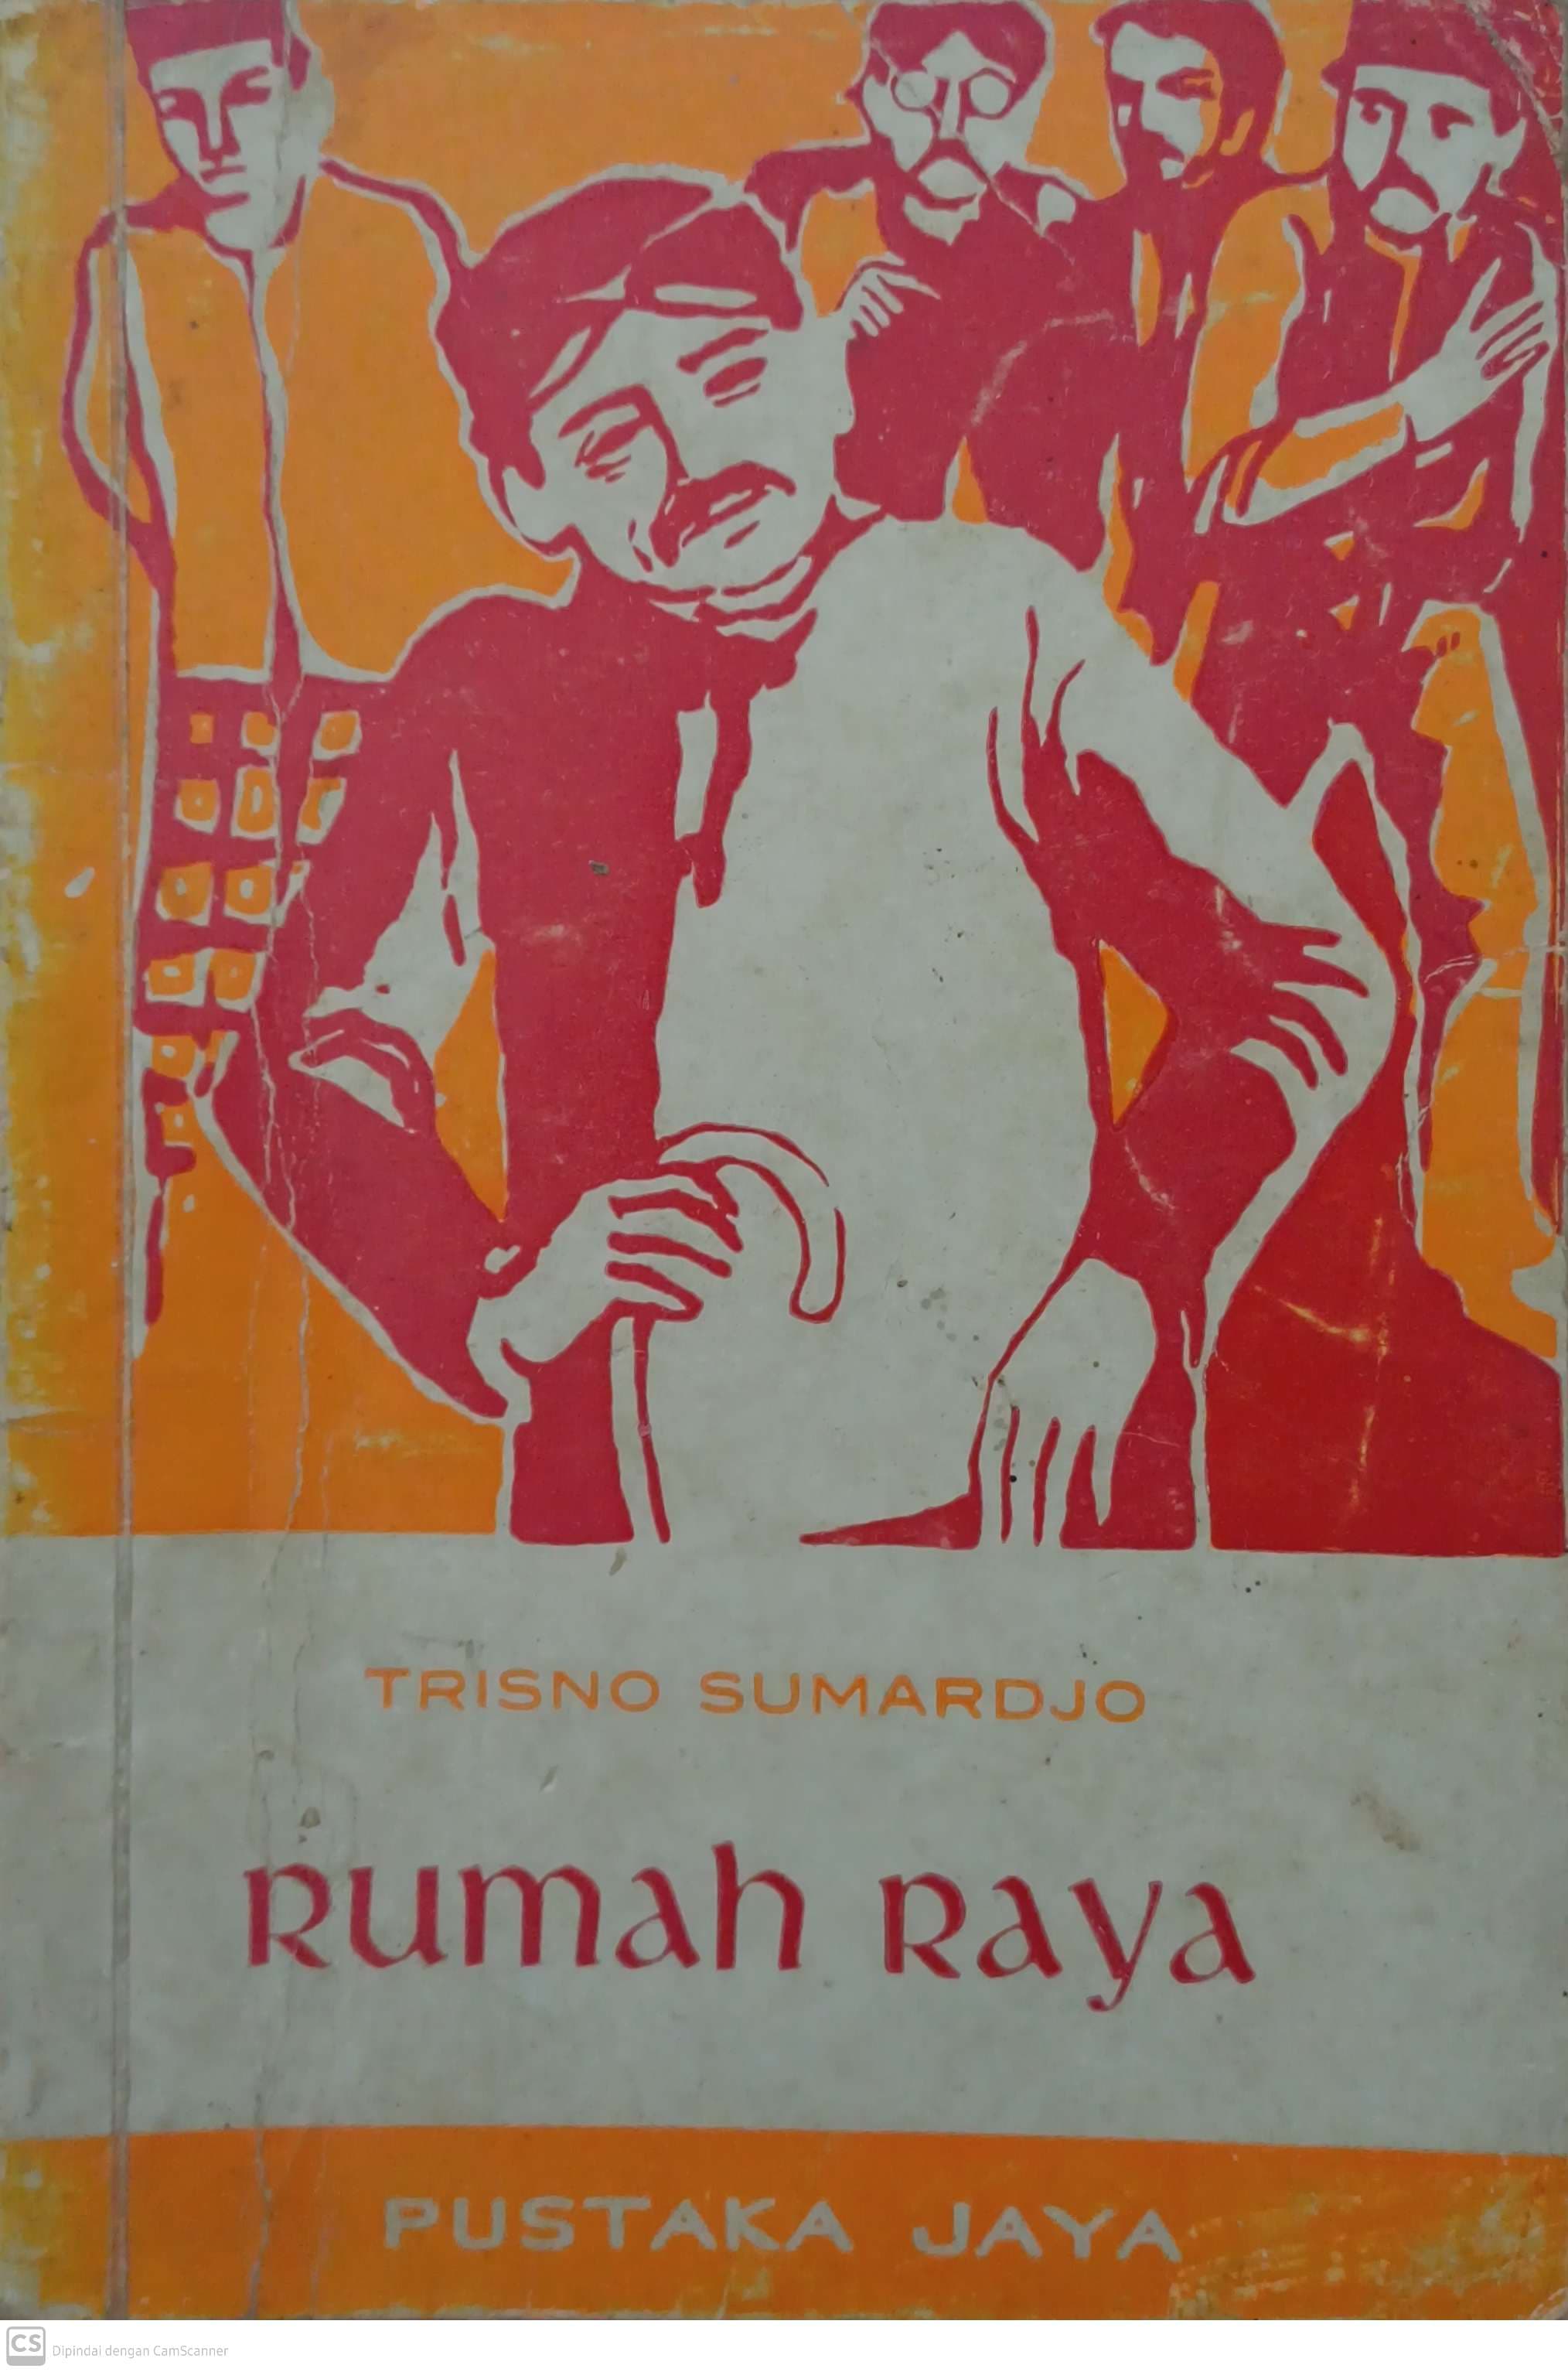 TRISNO SUMARDJO
Rumah Raya
PUSTAKA JAYA
CS Dipindai dengan CamScanner